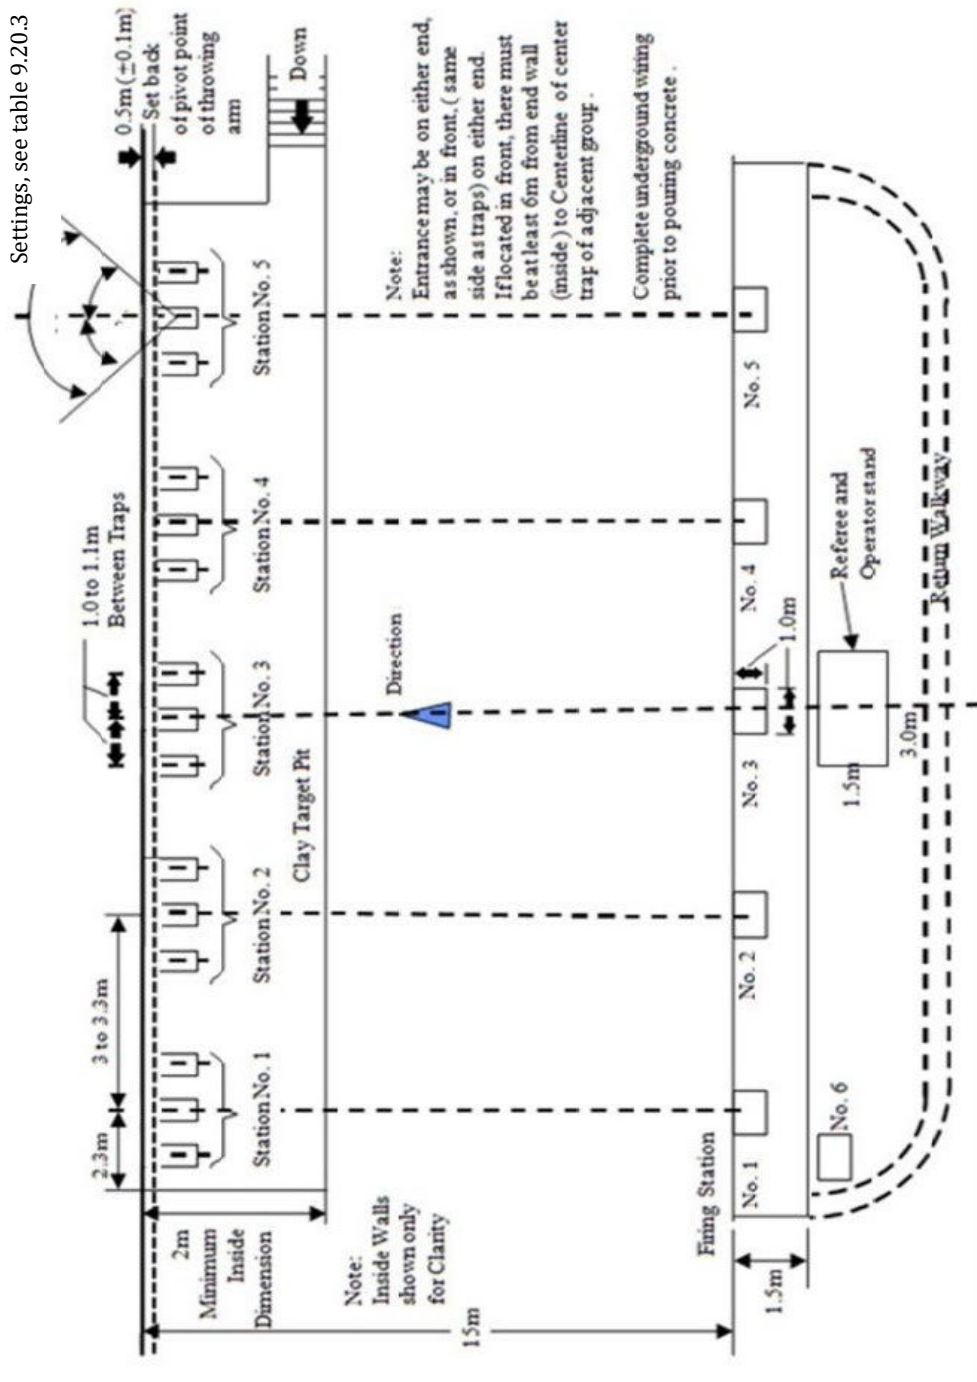 Settings, see table 9.20.3
0.5m (±0.1m)
Set back
of pivot point
of throwing
arm
Down
1.0 to 1.1m
Between Traps
3 to 3.3m
2.3m
Station No. 1
Station No. 2
Station No. 3
Station No. 4
Station No. 5
Clay Target Pit
2m
Minimum
Inside
Dimension
Note:
Inside Walls
shown only
for Clarity
15m
Direction
Note:
Entrance may be on either end,
as shown, or in front, ( same
side as traps) on either end.
If located in front, there must
be at least 6m from end wall
(inside ) to Centerline of center
trap of adjacent group .
Complete underground wiring
prior to pouring concrete .
Firing Station
No. 1
No. 2
No. 3
No. 4
No. 5
No. 6
1.0m
1.5m
1.5m
3.0m
Referee and
Operator stand
Return Walkway